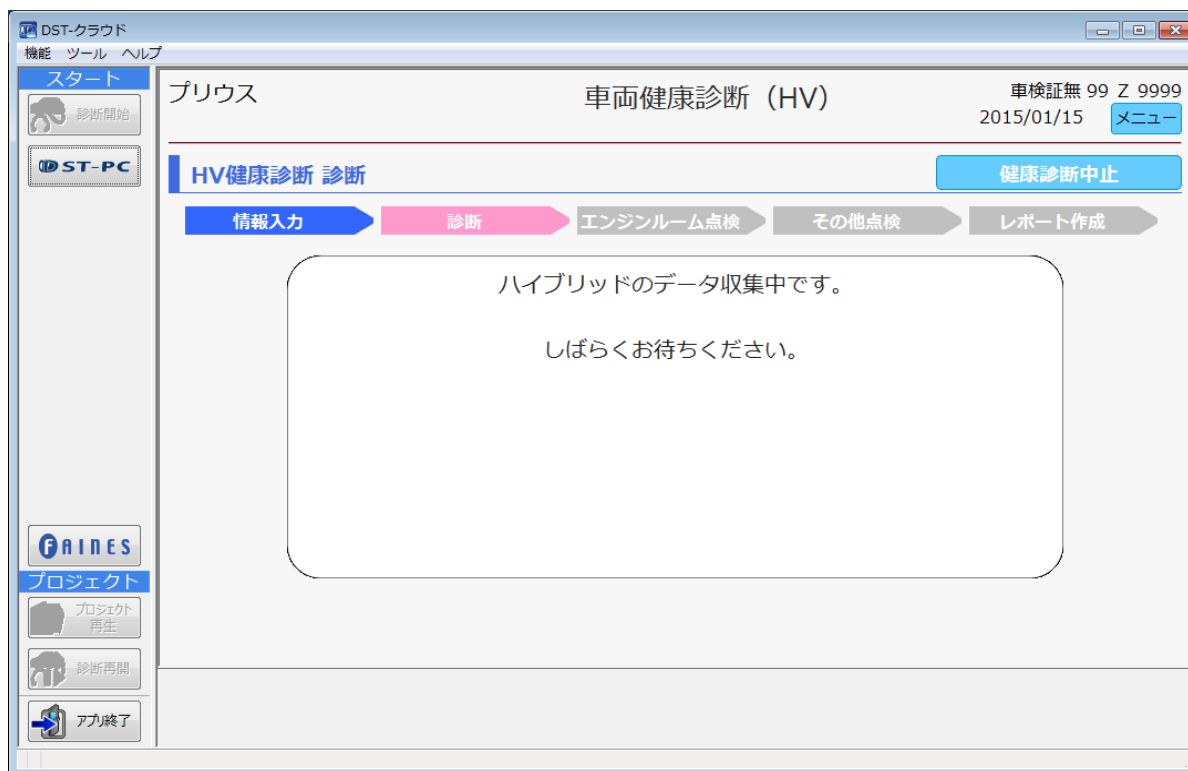 DST-クラウド
機能 ツール ヘルプ
スタート
診断開始
DST-PC
FAINES
プロジェクト
プロジェクト
再生
診断再開
アプリ終了
プリウス
車両健康診断（HV）
車検証無 99 Z 9999
2015/01/15 メニュー
HV健康診断 診断
健康診断中止
情報入力 診断 エンジンルーム点検 その他点検 レポート作成
ハイブリッドのデータ収集中です。
しばらくお待ちください。